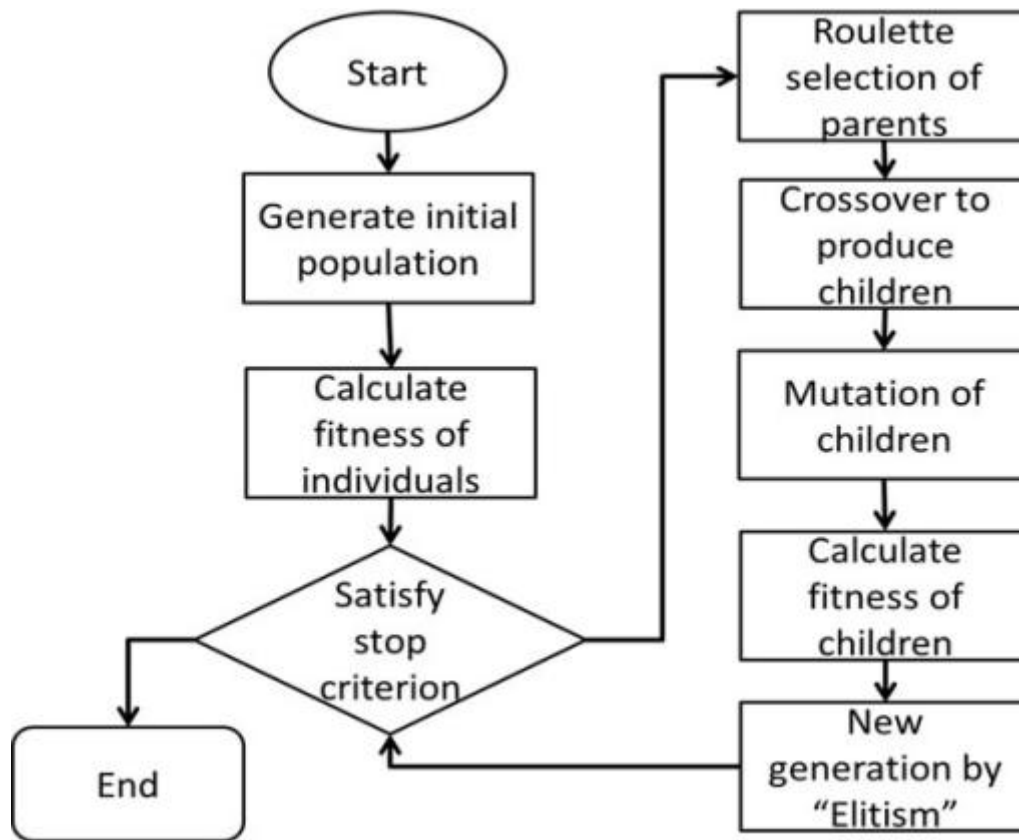 Start
Generate initial
population
Calculate
fitness of
individuals
Satisfy
stop
criterion
End
Roulette
selection of
parents
Crossover to
produce
children
Mutation of
children
Calculate
fitness of
children
New
generation by
“Elitism”